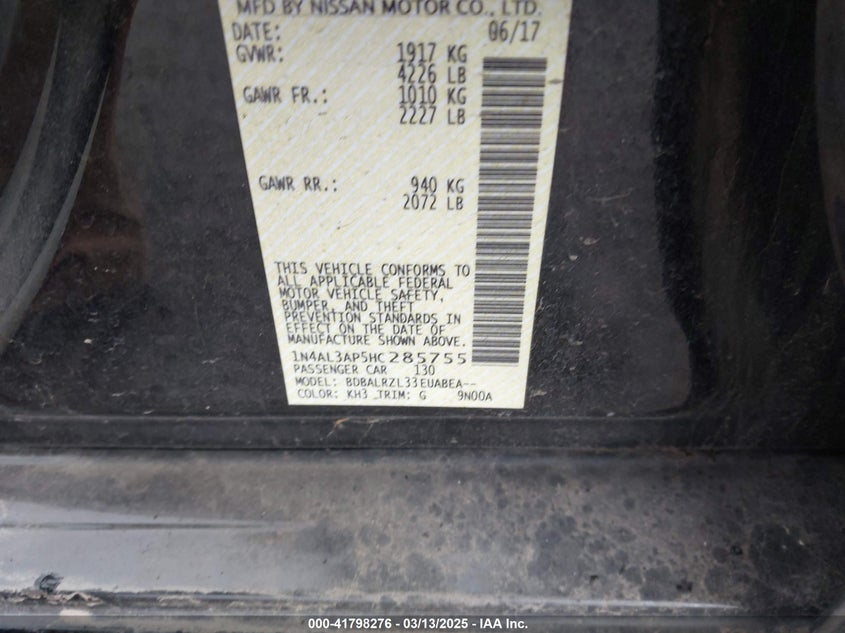 MFD BY NISSAN MOTOR CO., LTD.
DATE: 06/17
GVWR: 1917 KG
4226 LB
GAWR FR.: 1010 KG
2227 LB
GAWR RR.: 940 KG
2072 LB
THIS VEHICLE CONFORMS TO
ALL APPLICABLE FEDERAL
MOTOR VEHICLE SAFETY,
BUMPER, AND THEFT
PREVENTION STANDARDS IN
EFFECT ON THE DATE OF
MANUFACTURE SHOWN ABOVE.
1N4AL3AP5HC285755
PASSENGER CAR 130
MODEL: BDBALRZL33EUABEA--
COLOR: KH3 TRIM: G 9N00A
000-41798276 - 03/13/2025 - IAA Inc.